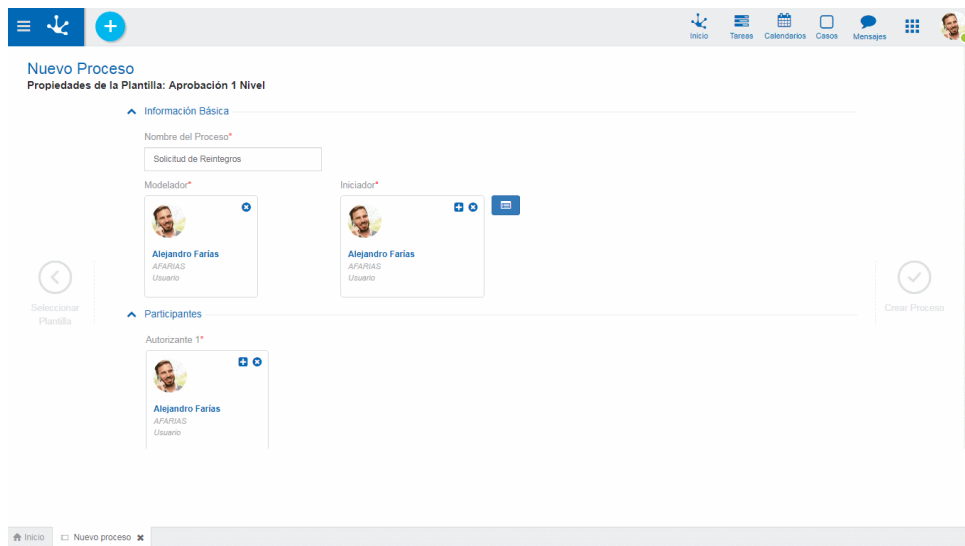 Inicio Tareas Calendarios Casos Mensajes
Nuevo Proceso
Propiedades de la Plantilla: Aprobación 1 Nivel
Información Básica
Nombre del Proceso*
Solicitud de Reintegros
Modelador* Iniciador*
Alejandro Farías Alejandro Farías
AFARIAS AFARIAS
Usuario Usuario
Seleccionar
Plantilla
Crear Proceso
Participantes
Autorizante 1*
Alejandro Farías
AFARIAS
Usuario
Inicio Nuevo proceso